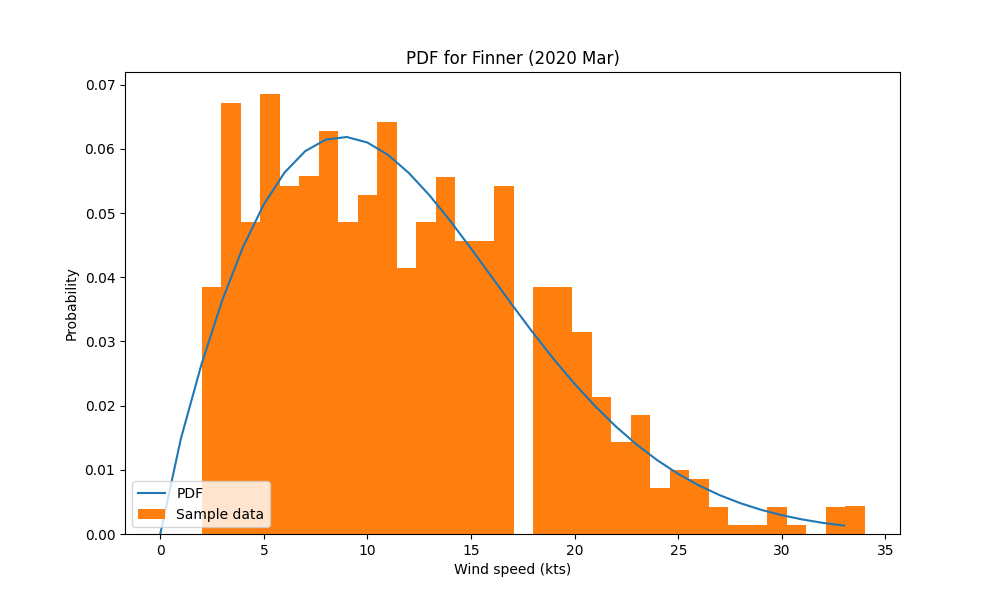 PDF for Finner (2020 Mar)
0.07
0.06
0.05
0.04
0.03
0.02
0.01
0.00
Probability
PDF
Sample data
0 5 10 15 20 25 30 35
Wind speed (kts)